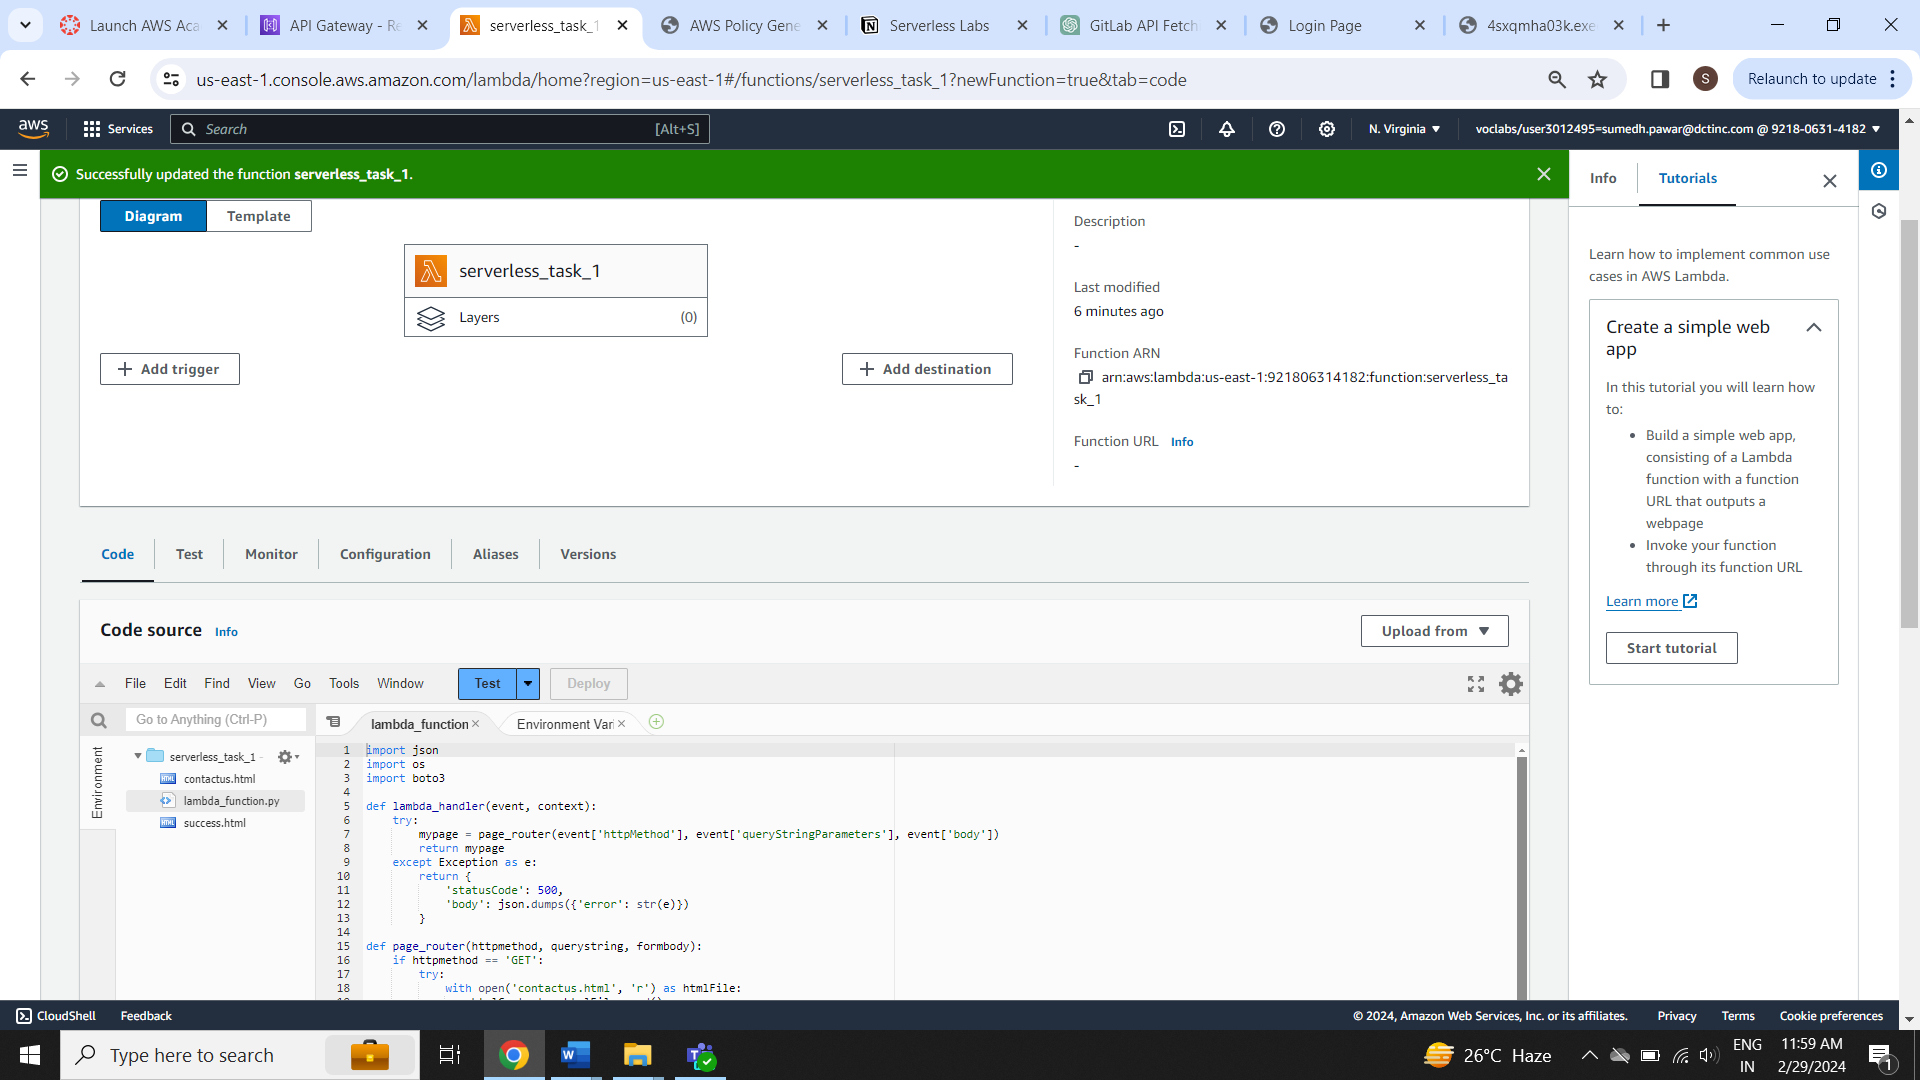 Launch AWS Aca
API Gateway - Re
serverless_task_1
AWS Policy Gene
Serverless Labs
GitLab API Fetch
Login Page
4sxqmha03k.exe
us-east-1.console.aws.amazon.com/lambda/home?region=us-east-1#/functions/serverless_task_1?newFunction=true&tab=code
S
Relaunch to update
aws
Services
Search
[Alt+S]
N. Virginia
voclabs/user3012495=sumedh.pawar@dctinc.com @ 9218-0631-4182
Successfully updated the function serverless_task_1.
Info
Tutorials
Diagram
Template
serverless_task_1
Layers
(0)
+ Add trigger
+ Add destination
Description
-
Last modified
6 minutes ago
Function ARN
arn:aws:lambda:us-east-1:921806314182:function:serverless_ta
sk_1
Function URL Info
-
Learn how to implement common use
cases in AWS Lambda.
Create a simple web
app
In this tutorial you will learn how
to:
• Build a simple web app,
consisting of a Lambda
function with a function
URL that outputs a
webpage
• Invoke your function
through its function URL
Learn more
Start tutorial
Code
Test
Monitor
Configuration
Aliases
Versions
Code source Info
Upload from
File
Edit
Find
View
Go
Tools
Window
Test
Deploy
Go to Anything (Ctrl-P)
lambda_function
Environment Vari
Environment
serverless_task_1 -
contactus.html
lambda_function.py
success.html
1 import json
2 import os
3 import boto3
4
5 def lambda_handler(event, context):
6 try:
7 mypage = page_router(event['httpMethod'], event['queryStringParameters'], event['body'])
8 return mypage
9 except Exception as e:
10 return {
11 'statusCode': 500,
12 'body': json.dumps({'error': str(e)})
13 }
14
15 def page_router(httpmethod, querystring, formbody):
16 if httpmethod == 'GET':
17 try:
18 with open('contactus.html', 'r') as htmlFile:
CloudShell
Feedback
© 2024, Amazon Web Services, Inc. or its affiliates.
Privacy
Terms
Cookie preferences
Type here to search
26°C Haze
ENG
IN
11:59 AM
2/29/2024
1